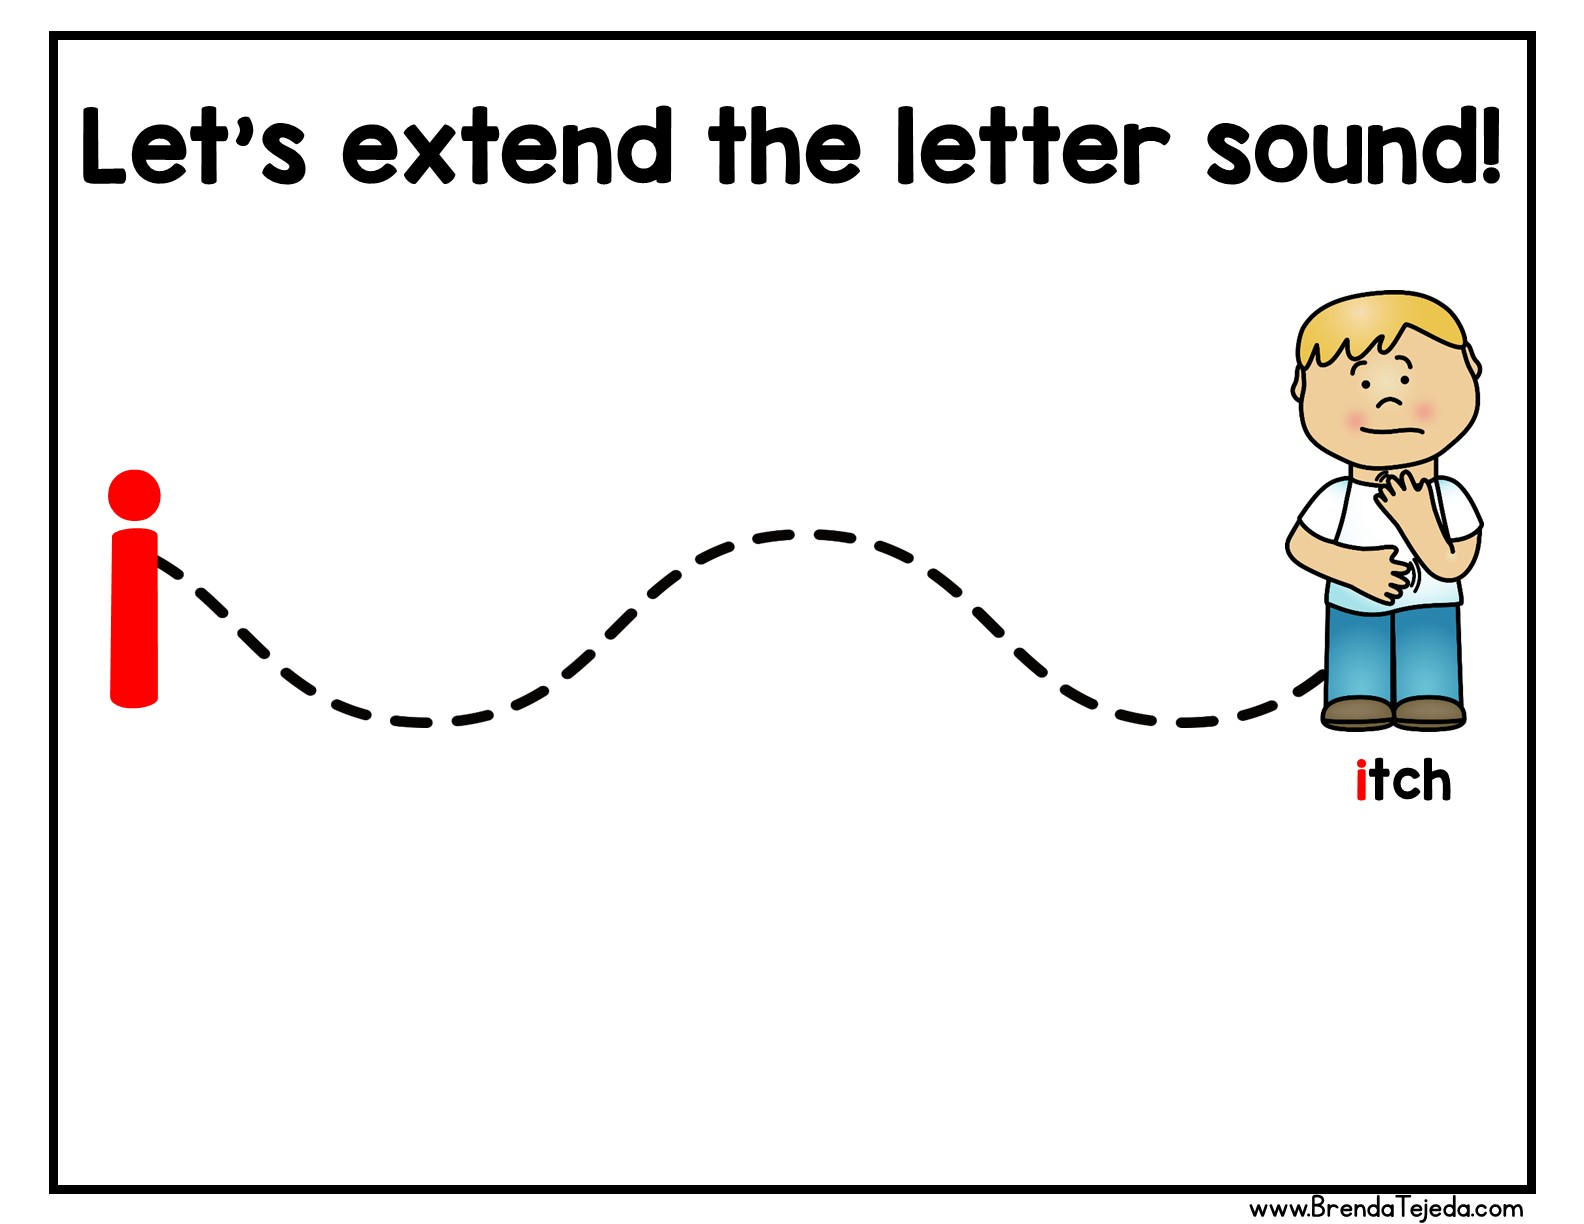 Let's extend the letter sound!
i
itch
www.BrendaTejeda.com